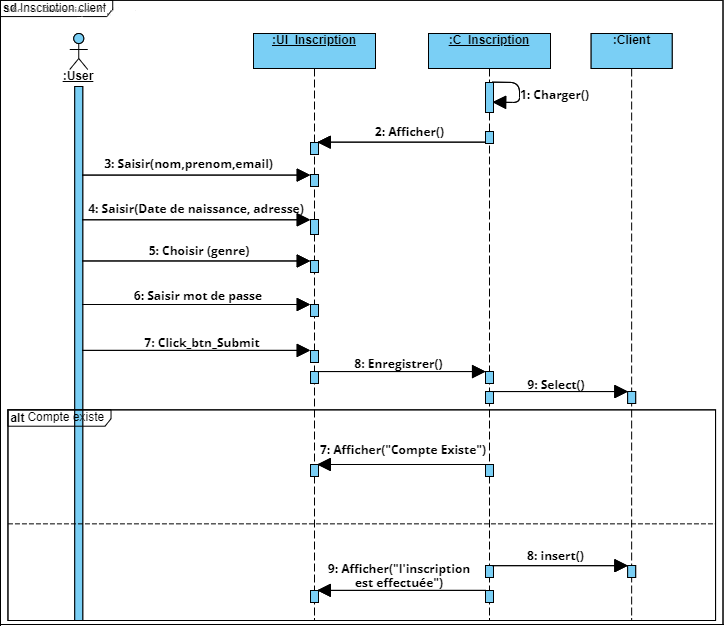 sd Inscription client
:User
:UI_Inscription
:C_Inscription
:Client
1: Charger()
2: Afficher()
3: Saisir(nom,prenom,email)
4: Saisir(Date de naissance, adresse)
5: Choisir (genre)
6: Saisir mot de passe
7: Click_btn_Submit
8: Enregistrer()
9: Select()
alt Compte existe
7: Afficher("Compte Existe")
8: insert()
9: Afficher("l'inscription
est effectuée")